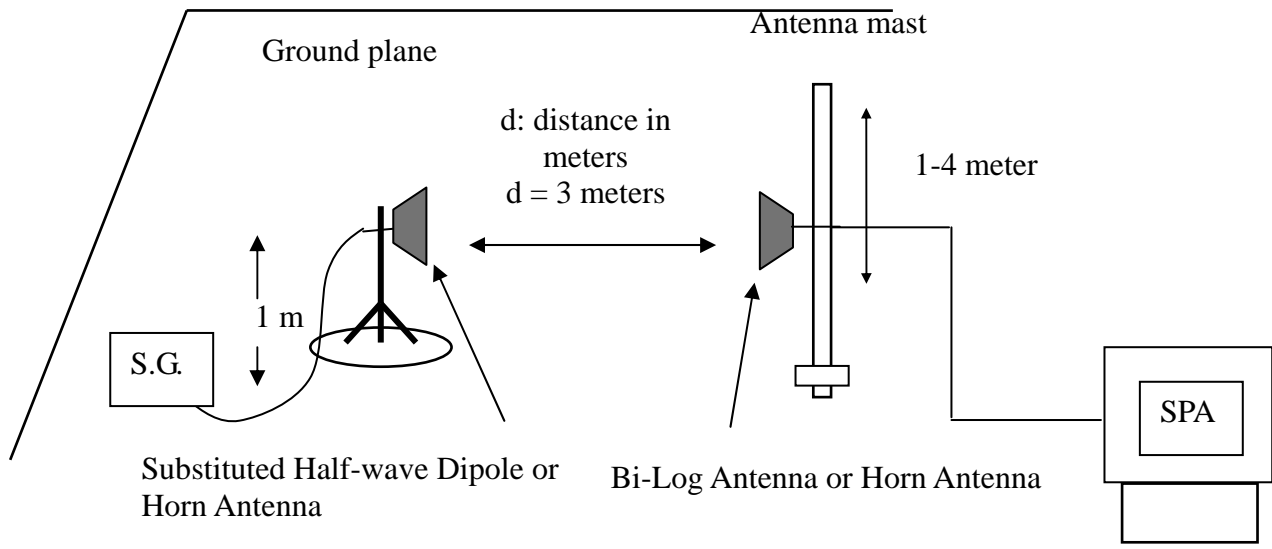 Antenna mast
Ground plane
d: distance in
meters
d = 3 meters
1-4 meter
1 m
S.G.
SPA
Substituted Half-wave Dipole or
Horn Antenna
Bi-Log Antenna or Horn Antenna